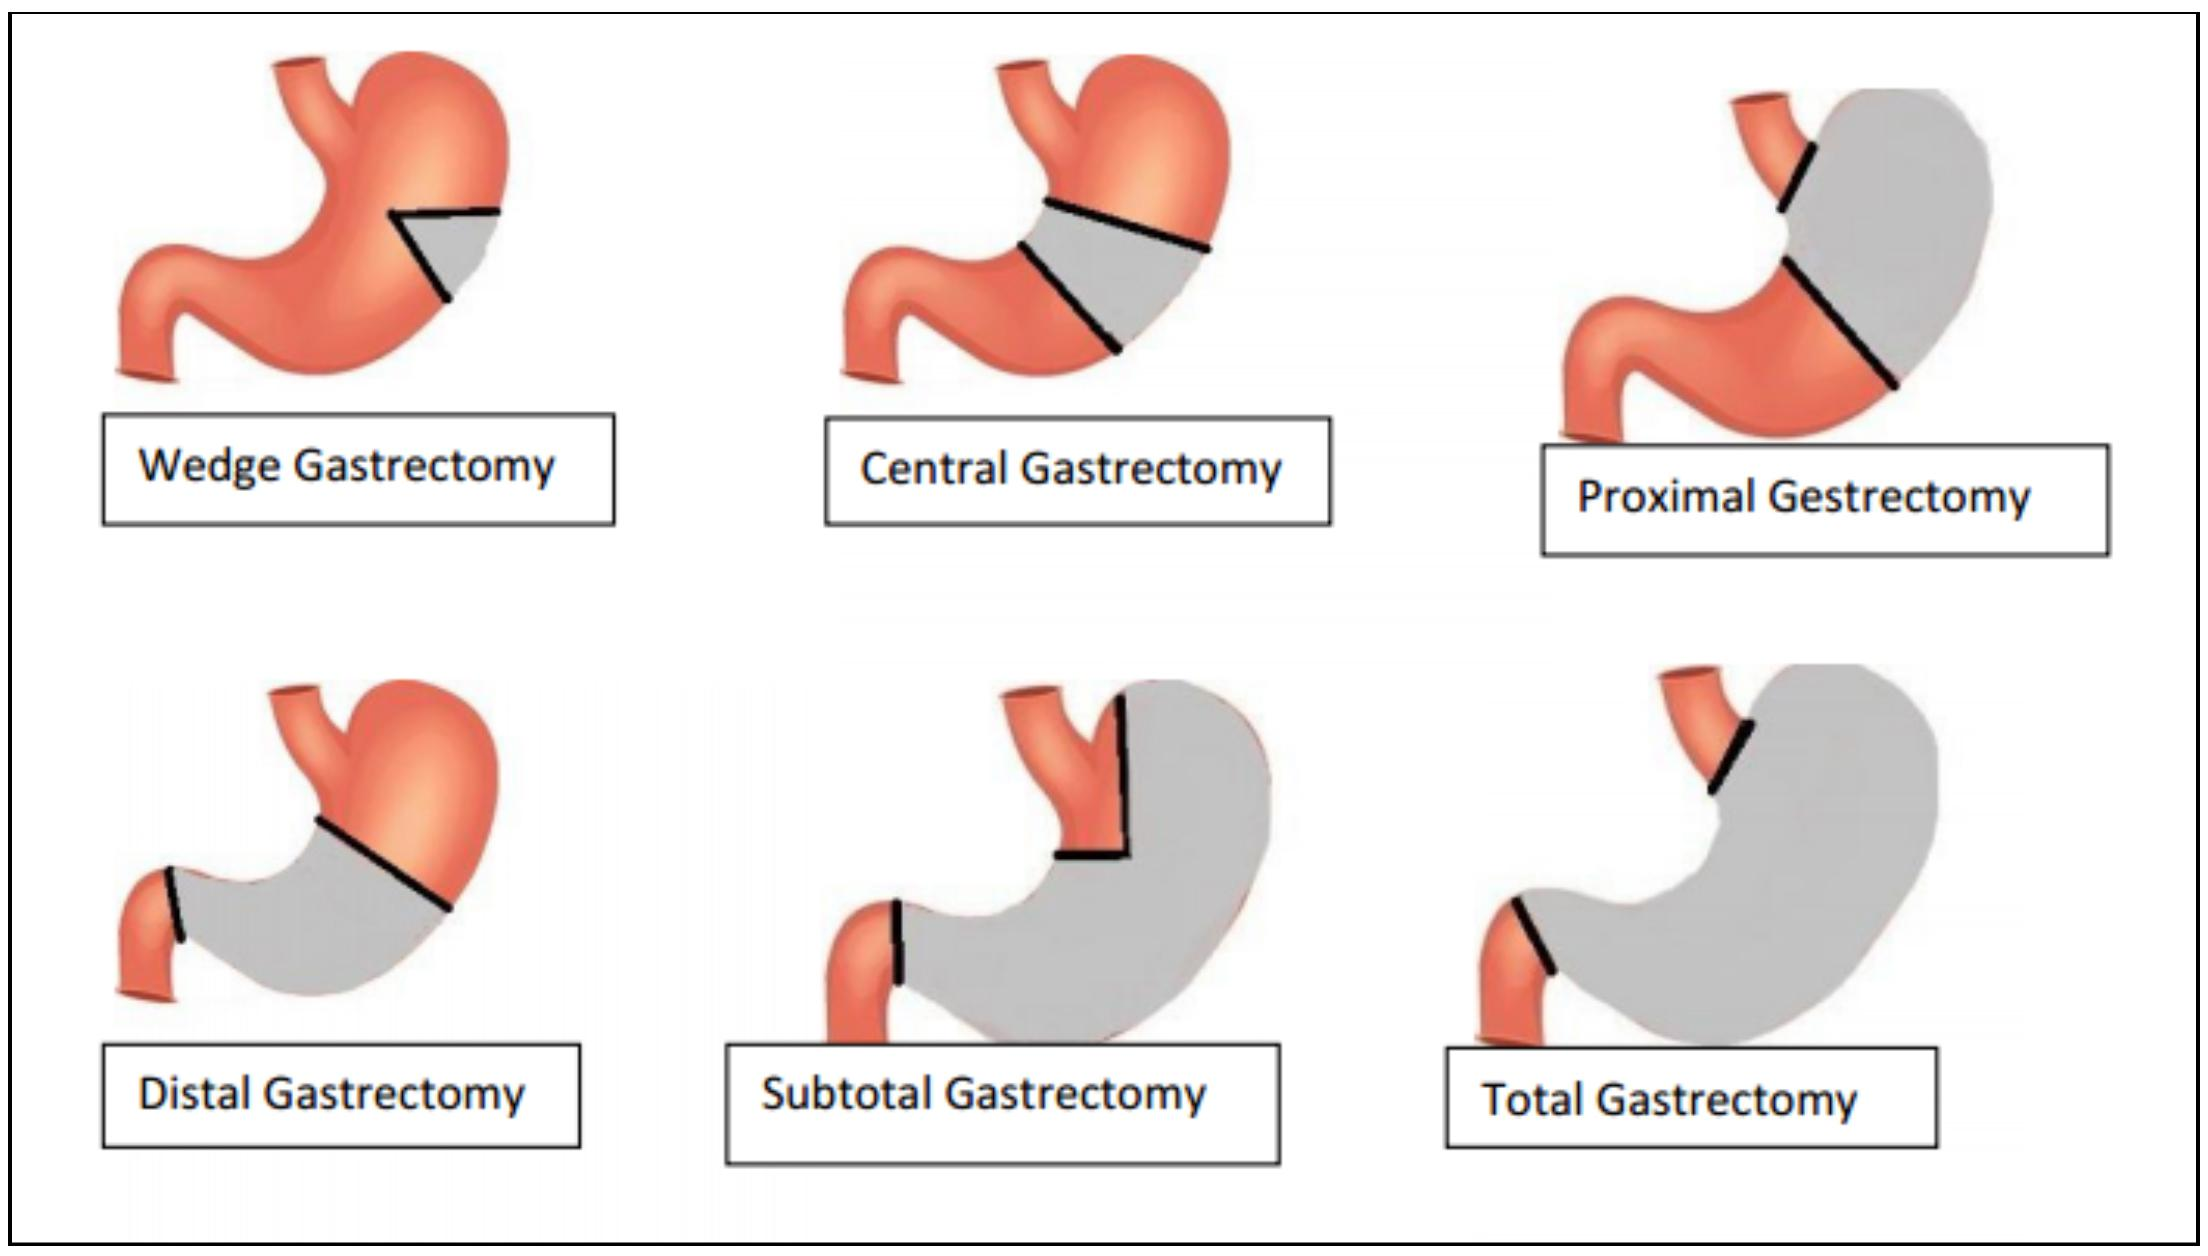 Wedge Gastrectomy
Central Gastrectomy
Proximal Gestrectomy
Distal Gastrectomy
Subtotal Gastrectomy
Total Gastrectomy